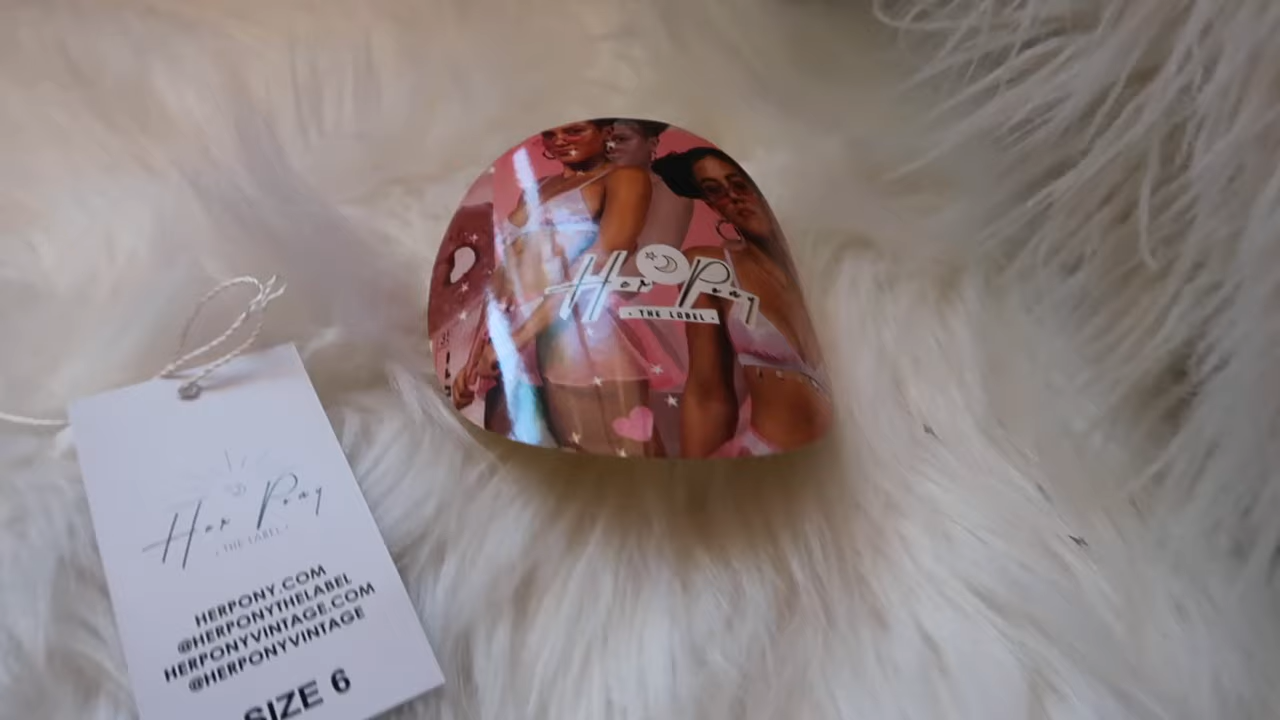 Her Pony
· THE LABEL ·
Her Pony
· THE LABEL ·
HERPONY.COM
@HERPONYTHELABEL
HERPONYVINTAGE.COM
@HERPONYVINTAGE
SIZE 6